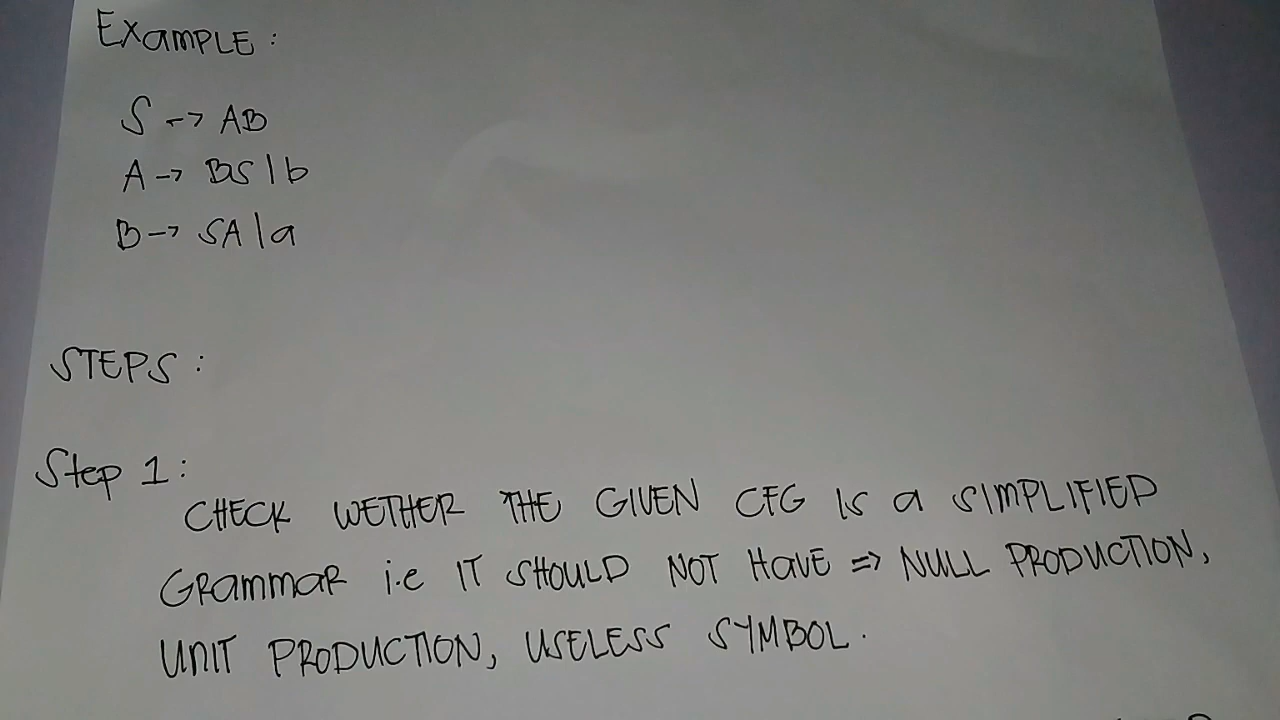 Example:
S -> AB
A -> BS|b
B -> SA|a
STEPS:
Step 1:
CHECK WETHER THE GIVEN CFG IS a SIMPLIFIED
GRammaR i.e IT SHOULD NOT HavE => NULL PRODUCTION,
UNIT PRODUCTION, USELESS SYMBOL.